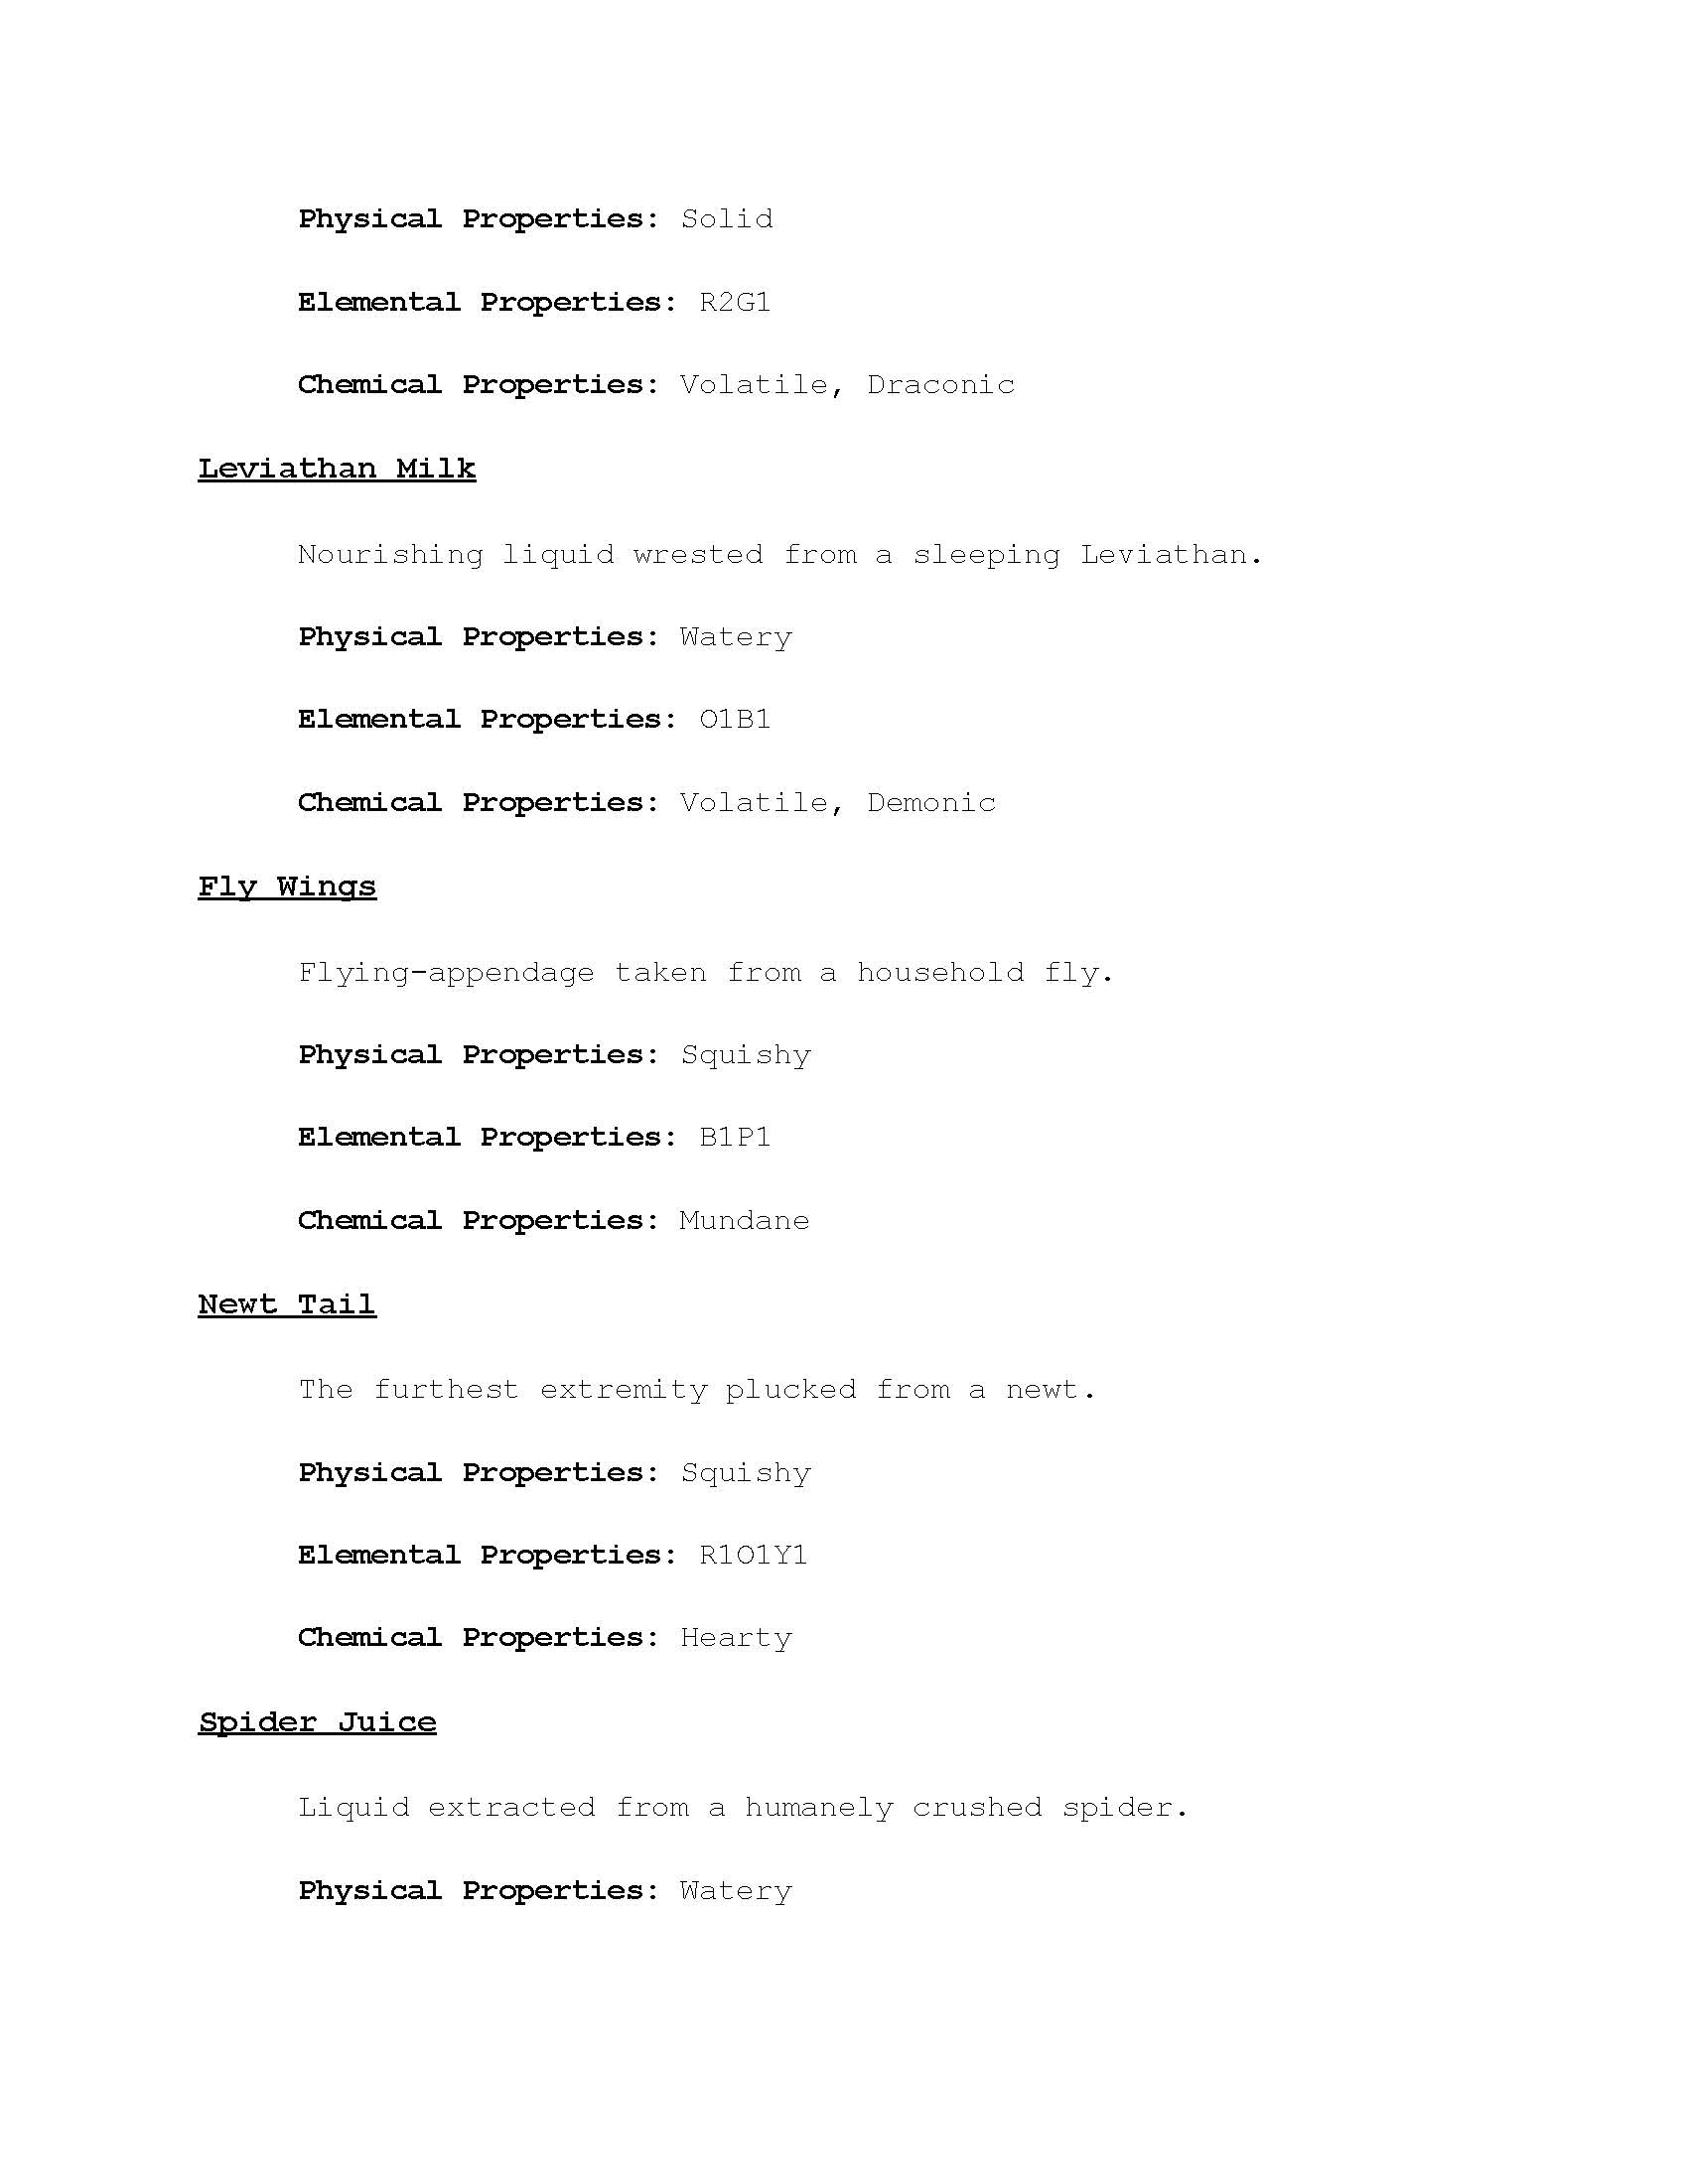 Physical Properties: Solid
Elemental Properties: R2G1
Chemical Properties: Volatile, Draconic
Leviathan Milk
Nourishing liquid wrested from a sleeping Leviathan.
Physical Properties: Watery
Elemental Properties: O1B1
Chemical Properties: Volatile, Demonic
Fly Wings
Flying-appendage taken from a household fly.
Physical Properties: Squishy
Elemental Properties: B1P1
Chemical Properties: Mundane
Newt Tail
The furthest extremity plucked from a newt.
Physical Properties: Squishy
Elemental Properties: R1O1Y1
Chemical Properties: Hearty
Spider Juice
Liquid extracted from a humanely crushed spider.
Physical Properties: Watery